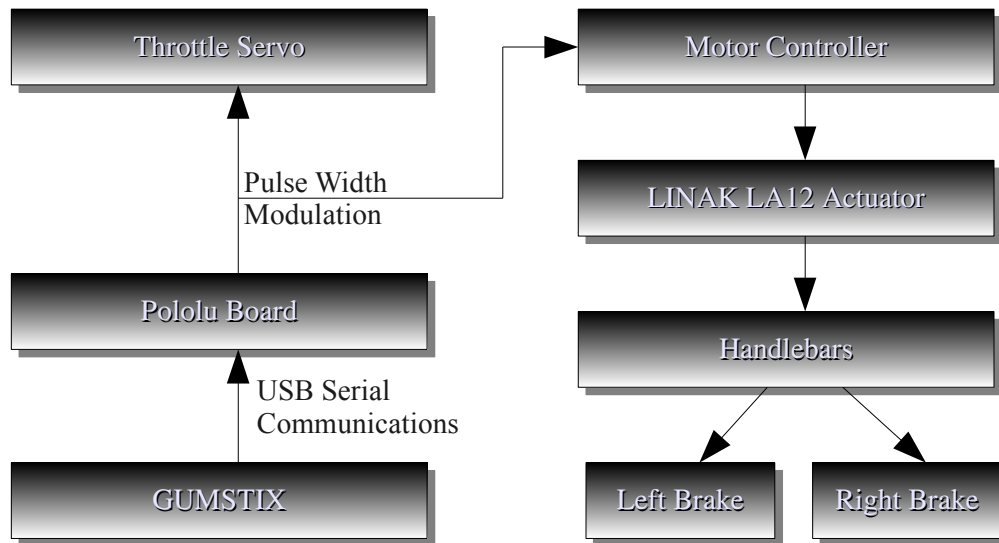 Throttle Servo
Motor Controller
Pulse Width
Modulation
LINAK LA12 Actuator
Pololu Board
Handlebars
USB Serial
Communications
GUMSTIX
Left Brake
Right Brake